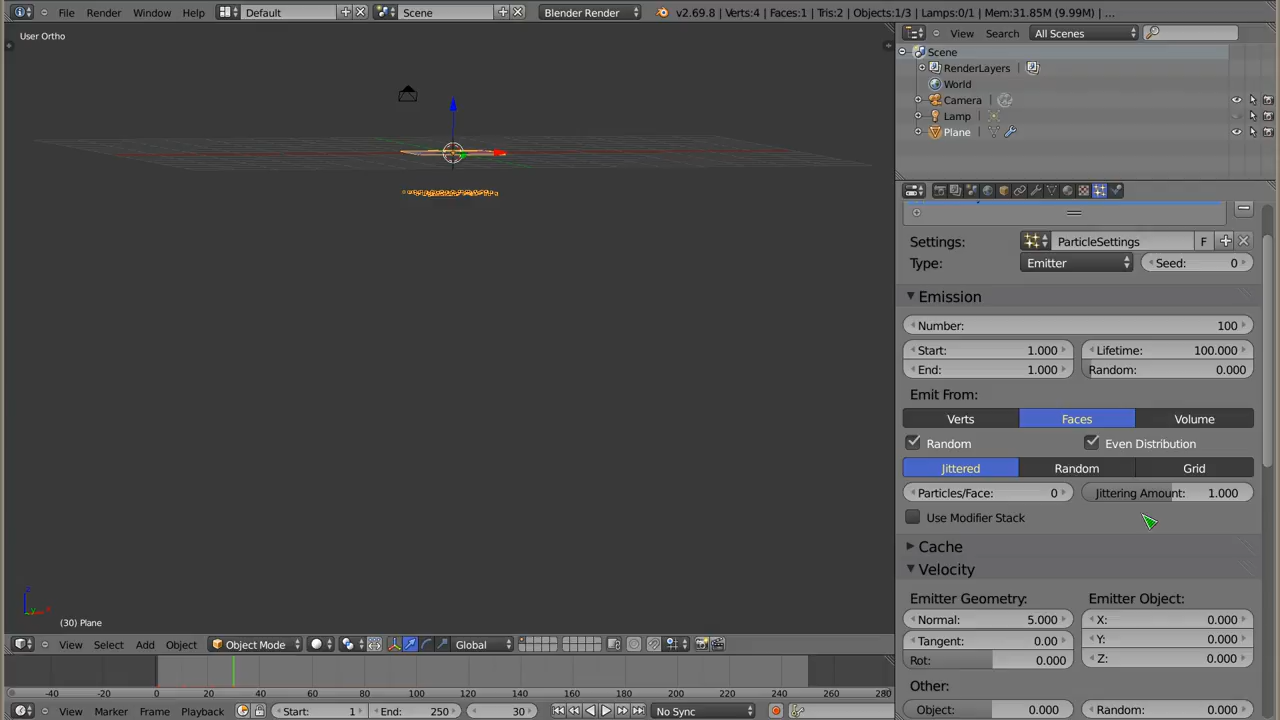 File Render Window Help Default Scene Blender Render v2.69.8 | Verts:4 | Faces:1 | Tris:2 | Objects:1/3 | Lamps:0/1 | Mem:31.85M (9.99M) | ...
User Ortho
View Search All Scenes
Scene
RenderLayers
World
Camera
Lamp
Plane
Settings: ParticleSettings F
Type: Emitter Seed: 0
Emission
Number: 100
Start: 1.000 Lifetime: 100.000
End: 1.000 Random: 0.000
Emit From:
Verts Faces Volume
Random Even Distribution
Jittered Random Grid
Particles/Face: 0 Jittering Amount: 1.000
Use Modifier Stack
Cache
Velocity
Emitter Geometry: Emitter Object:
Normal: 5.000 X: 0.000
Tangent: 0.00 Y: 0.000
Rot: 0.000 Z: 0.000
Other:
Object: 0.000 Random: 0.000
z
y x
(30) Plane
View Select Add Object Object Mode Global
-40 -20 0 20 40 60 80 100 120 140 160 180 200 220 240 260 280
View Marker Frame Playback Start: 1 End: 250 30 No Sync